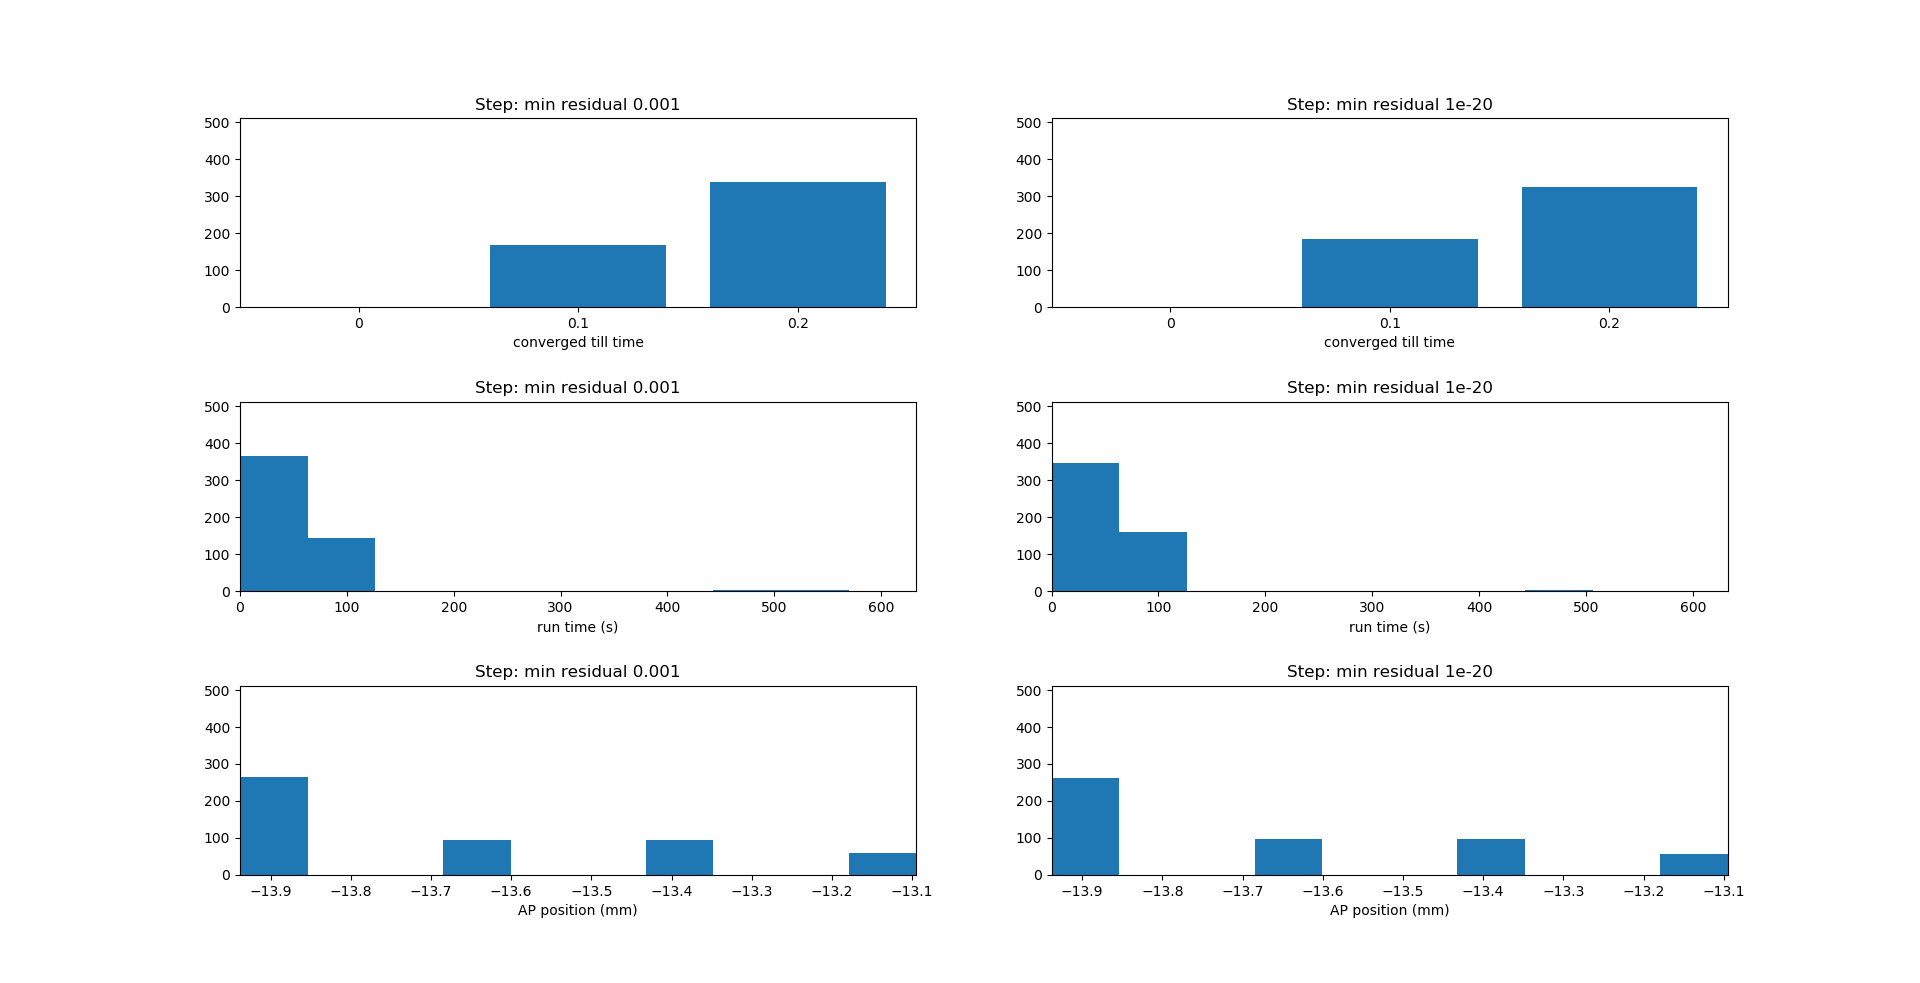 Step: min residual 0.001
500
400
300
200
100
0
0 0.1 0.2
converged till time
Step: min residual 1e-20
500
400
300
200
100
0
0 0.1 0.2
converged till time
Step: min residual 0.001
500
400
300
200
100
0
0 100 200 300 400 500 600
run time (s)
Step: min residual 1e-20
500
400
300
200
100
0
0 100 200 300 400 500 600
run time (s)
Step: min residual 0.001
500
400
300
200
100
0
−13.9 −13.8 −13.7 −13.6 −13.5 −13.4 −13.3 −13.2 −13.1
AP position (mm)
Step: min residual 1e-20
500
400
300
200
100
0
−13.9 −13.8 −13.7 −13.6 −13.5 −13.4 −13.3 −13.2 −13.1
AP position (mm)